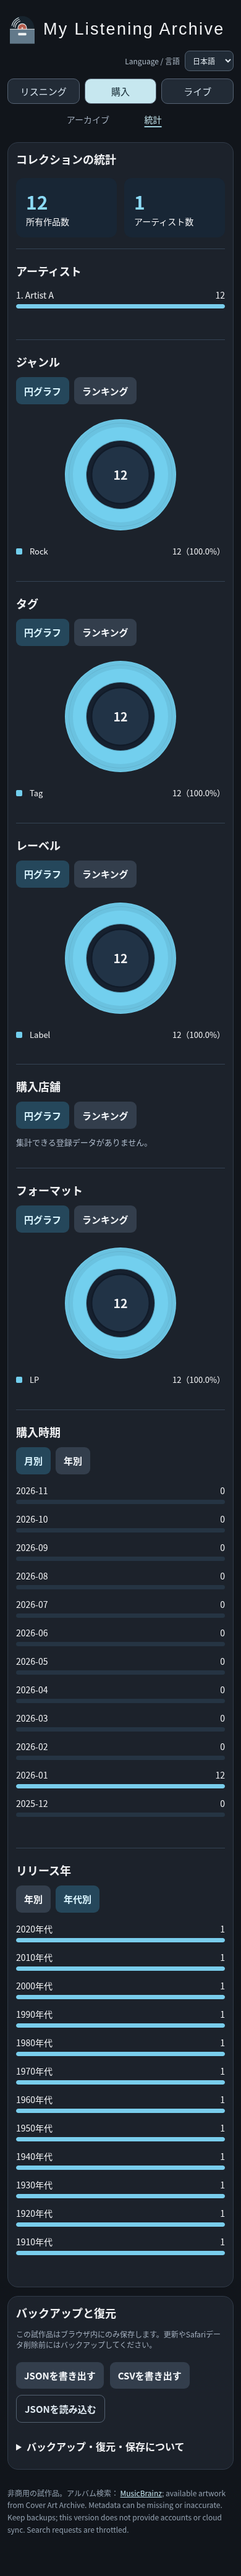 My Listening Archive
Language / 言語
日本語
リスニング
購入
ライブ
アーカイブ
統計
コレクションの統計
12
所有作品数
1
アーティスト数
アーティスト
1. Artist A 12
ジャンル
円グラフ
ランキング
12
Rock 12（100.0%）
タグ
円グラフ
ランキング
12
Tag 12（100.0%）
レーベル
円グラフ
ランキング
12
Label 12（100.0%）
購入店舗
円グラフ
ランキング
集計できる登録データがありません。
フォーマット
円グラフ
ランキング
12
LP 12（100.0%）
購入時期
月別
年別
2026-11 0
2026-10 0
2026-09 0
2026-08 0
2026-07 0
2026-06 0
2026-05 0
2026-04 0
2026-03 0
2026-02 0
2026-01 12
2025-12 0
リリース年
年別
年代別
2020年代 1
2010年代 1
2000年代 1
1990年代 1
1980年代 1
1970年代 1
1960年代 1
1950年代 1
1940年代 1
1930年代 1
1920年代 1
1910年代 1
バックアップと復元
この試作品はブラウザ内にのみ保存します。更新やSafariデー
タ削除前にはバックアップしてください。
JSONを書き出す
CSVを書き出す
JSONを読み込む
バックアップ・復元・保存について
非商用の試作品。アルバム検索： MusicBrainz; available artwork
from Cover Art Archive. Metadata can be missing or inaccurate.
Keep backups; this version does not provide accounts or cloud
sync. Search requests are throttled.